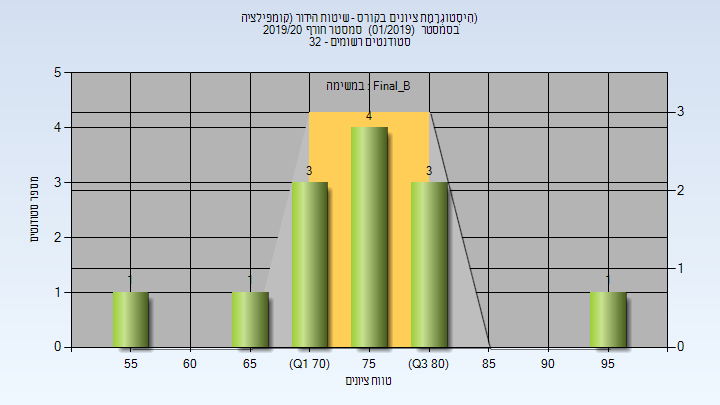 (היסטוגרמת ציונים בקורס - שיטות הידור (קומפילציה
בסמסטר (01/2019) סמסטר חורף 2019/20
סטודנטים רשומים - 32
במשימה : Final_B
מספר סטודנטים
5
4
3
2
1
0
3
2
1
0
1
1
3
4
3
1
55
60
65
(Q1 70)
75
(Q3 80)
85
90
95
טווח ציונים